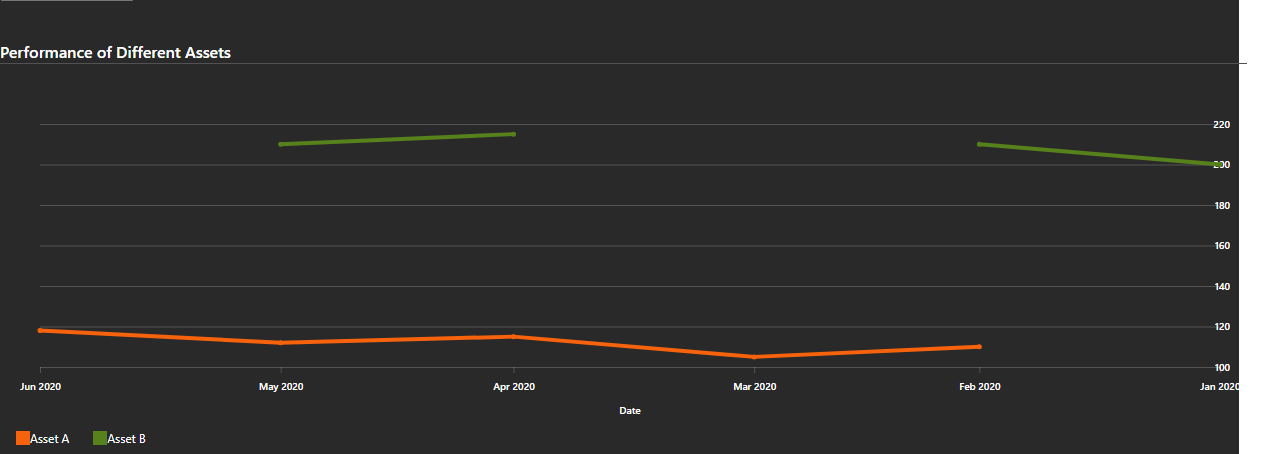 Performance of Different Assets
220
200
180
160
140
120
100
Jun 2020 May 2020 Apr 2020 Mar 2020 Feb 2020 Jan 2020
Date
Asset A Asset B